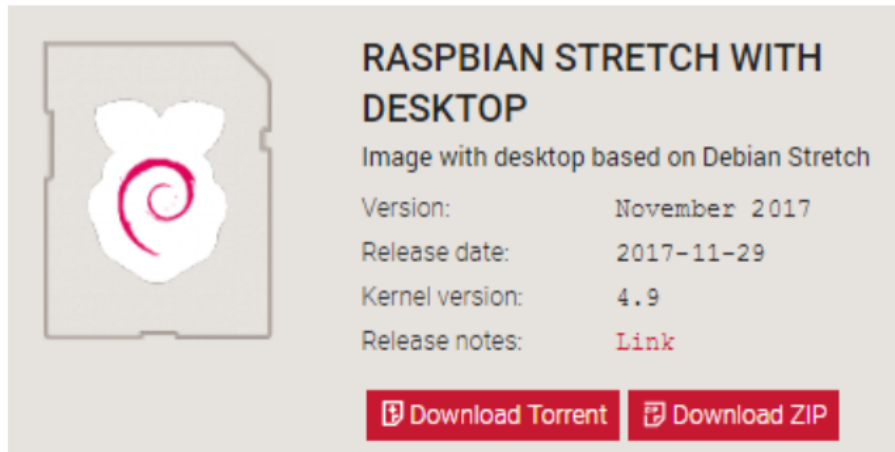 RASPBIAN STRETCH WITH
DESKTOP
Image with desktop based on Debian Stretch
Version: November 2017
Release date: 2017-11-29
Kernel version: 4.9
Release notes: Link
Download Torrent Download ZIP